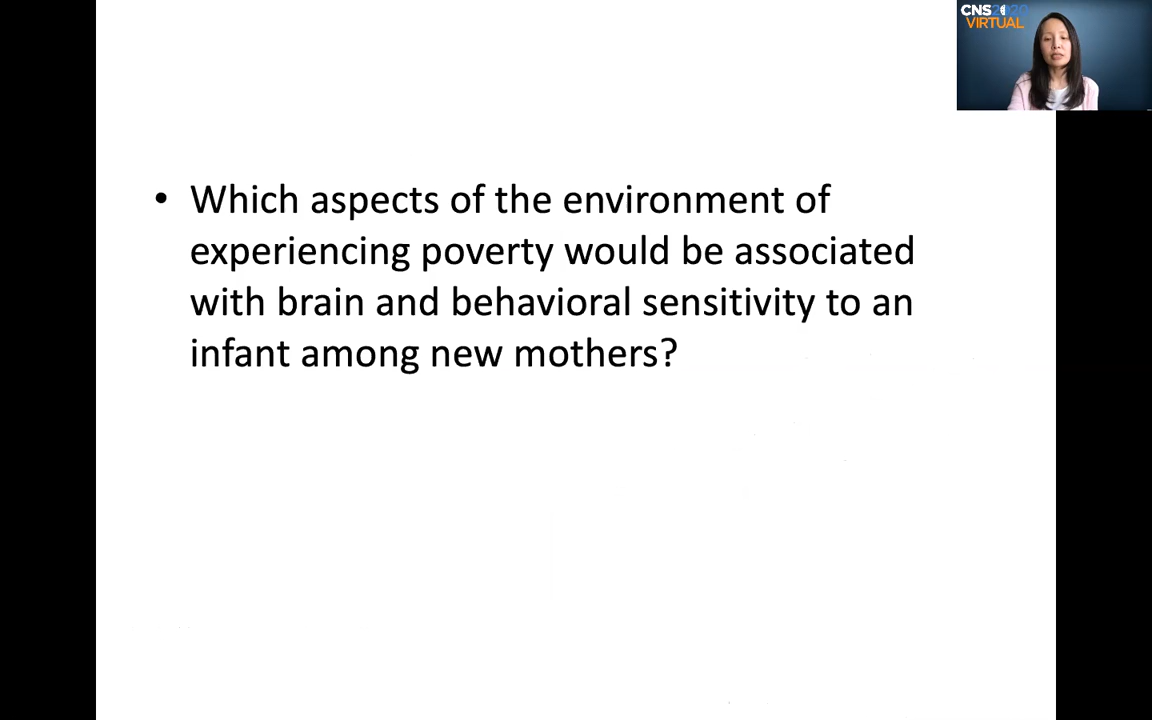 CNS2020
VIRTUAL
• Which aspects of the environment of
experiencing poverty would be associated
with brain and behavioral sensitivity to an
infant among new mothers?